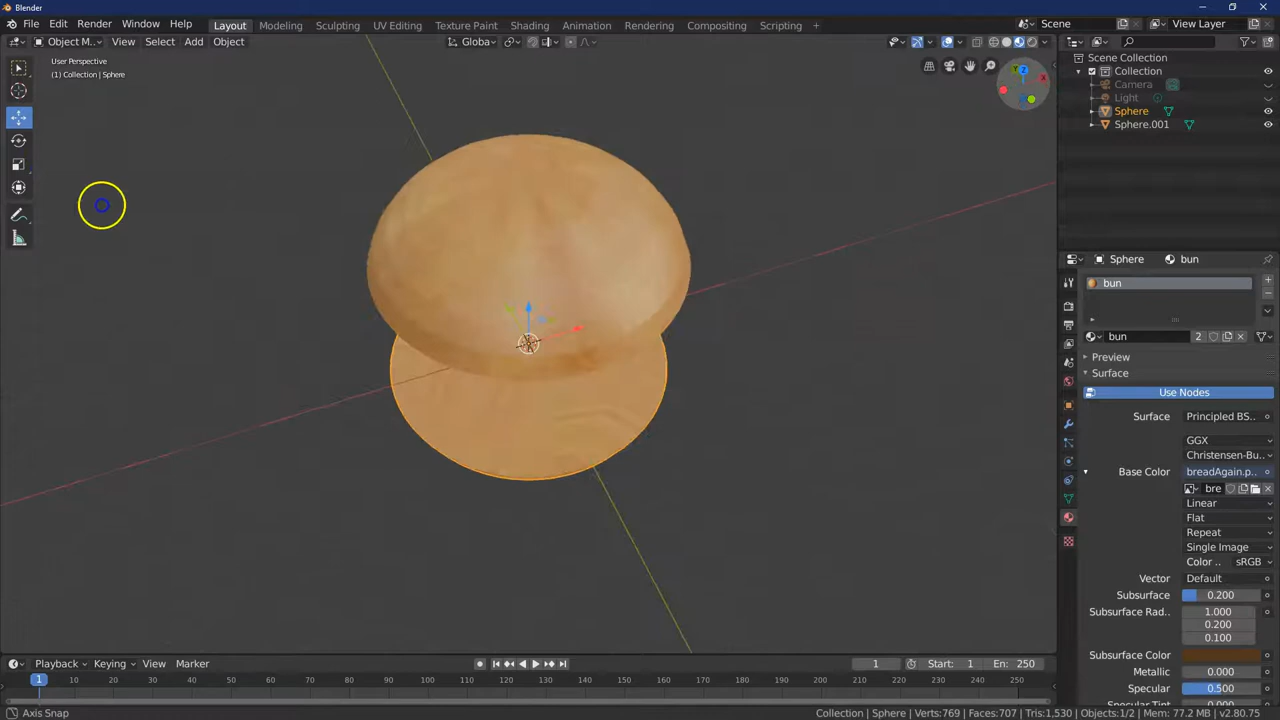 Blender
File Edit Render Window Help Layout Modeling Sculpting UV Editing Texture Paint Shading Animation Rendering Compositing Scripting + Scene View Layer
Object M... View Select Add Object Globa
User Perspective
(1) Collection | Sphere
Scene Collection
Collection
Camera
Light
Sphere
Sphere.001
Sphere bun
bun
bun 2
Preview
Surface
Use Nodes
Surface Principled BS..
GGX
Christensen-Bu..
Base Color breadAgain.p..
bre
Linear
Flat
Repeat
Single Image
Color .. sRGB
Vector Default
Subsurface 0.200
Subsurface Rad.. 1.000
0.200
0.100
Subsurface Color
Metallic 0.000
Specular 0.500
Playback Keying View Marker 1 Start: 1 En: 250
1 10 20 30 40 50 60 70 80 90 100 110 120 130 140 150 160 170 180 190 200 210 220 230 240 250
Axis Snap Collection | Sphere | Verts:769 | Faces:707 | Tris:1,530 | Objects:1/2 | Mem: 77.2 MB | v2.80.75